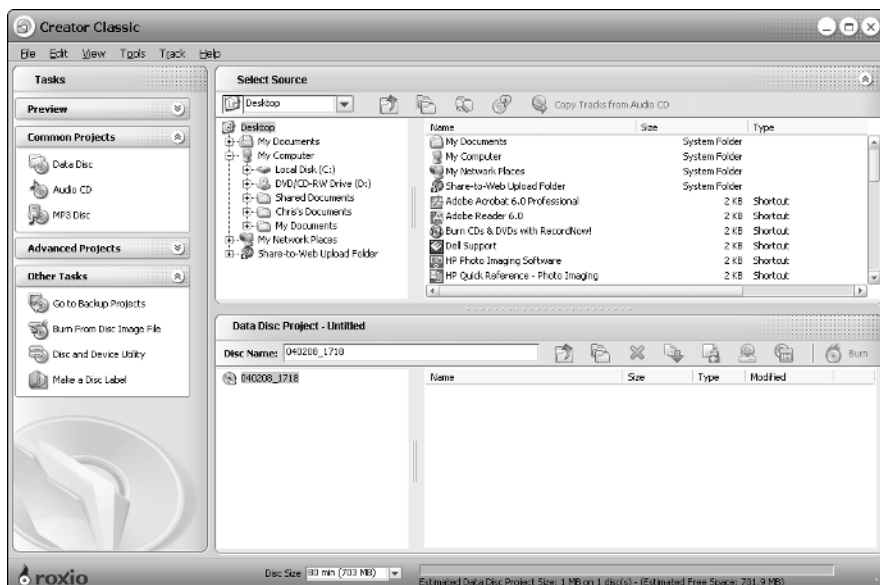 Creator Classic
File Edit View Tools Track Help
Tasks
Preview
Common Projects
Data Disc
Audio CD
MP3 Disc
Advanced Projects
Other Tasks
Go to Backup Projects
Burn From Disc Image File
Disc and Device Utility
Make a Disc Label
Select Source
Desktop Copy Tracks from Audio CD
Desktop
My Documents
My Computer
Local Disk (C:)
DVD/CD-RW Drive (D:)
Shared Documents
Chris's Documents
My Documents
My Network Places
Share-to-Web Upload Folder
Name Size Type
My Documents System Folder
My Computer System Folder
My Network Places System Folder
Share-to-Web Upload Folder System Folder
Adobe Acrobat 6.0 Professional 2 KB Shortcut
Adobe Reader 6.0 2 KB Shortcut
Burn CDs & DVDs with RecordNow! 2 KB Shortcut
Dell Support 2 KB Shortcut
HP Photo Imaging Software 2 KB Shortcut
HP Quick Reference - Photo Imaging 2 KB Shortcut
Data Disc Project - Untitled
Disc Name: 040208_1718 Burn
040208_1718
Name Size Type Modified
roxio
Disc Size 80 min (703 MB)
Estimated Data Disc Project Size: 1 MB on 1 disc(s) - (Estimated Free Space: 701.9 MB)